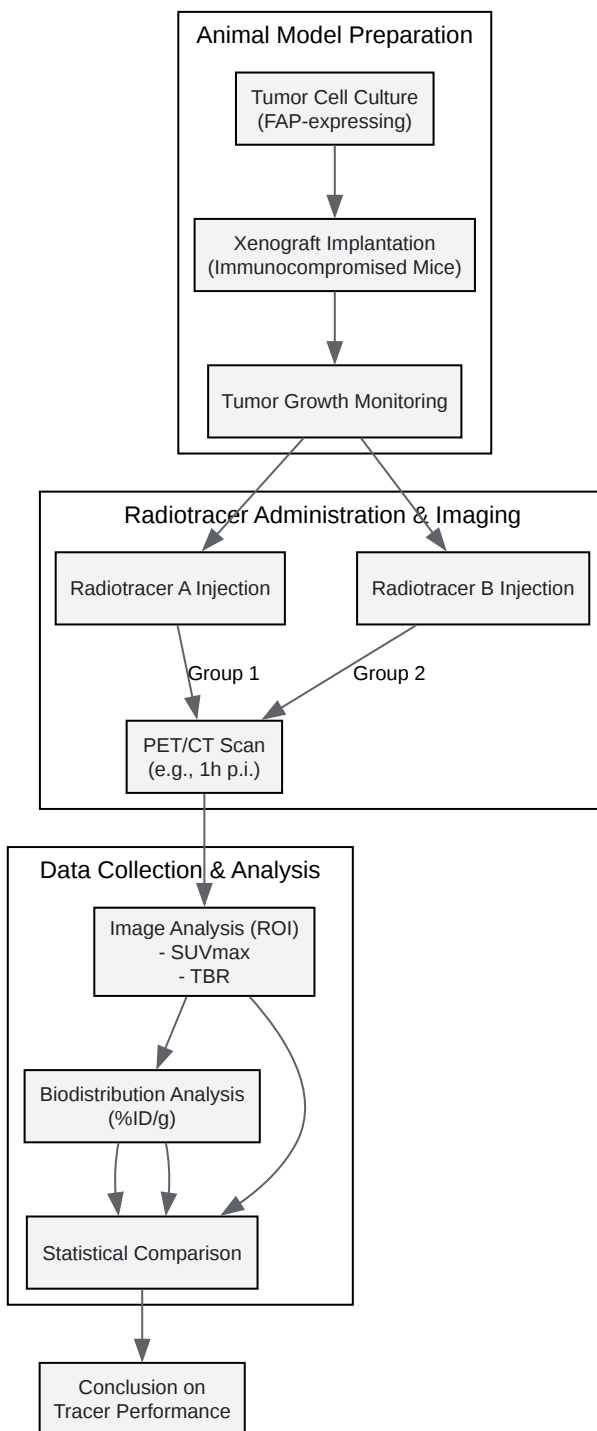 Animal Model Preparation
Tumor Cell Culture
(FAP-expressing)
Xenograft Implantation
(Immunocompromised Mice)
Tumor Growth Monitoring
Radiotracer Administration & Imaging
Radiotracer A Injection
Radiotracer B Injection
Group 1
Group 2
PET/CT Scan
(e.g., 1h p.i.)
Data Collection & Analysis
Image Analysis (ROI)
- SUVmax
- TBR
Biodistribution Analysis
(%ID/g)
Statistical Comparison
Conclusion on
Tracer Performance